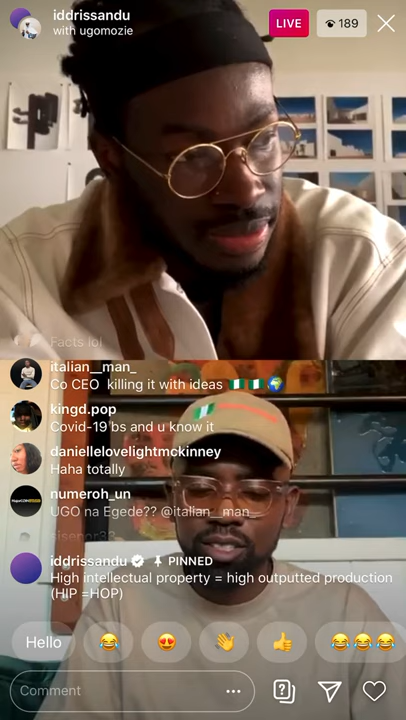 iddrissandu
with ugomozie
LIVE
189
Facts lol
italian__man_
Co CEO killing it with ideas 🇳🇬🇳🇬🌍
kingd.pop
Covid-19 bs and u know it
daniellelovelightmckinney
Haha totally
numeroh_un
UGO na Egede?? @italian__man_
iddrissandu PINNED
High intellectual property = high outputted production
(HIP =HOP)
Hello 😂 😍 👋 👍 😂😂😂
Comment